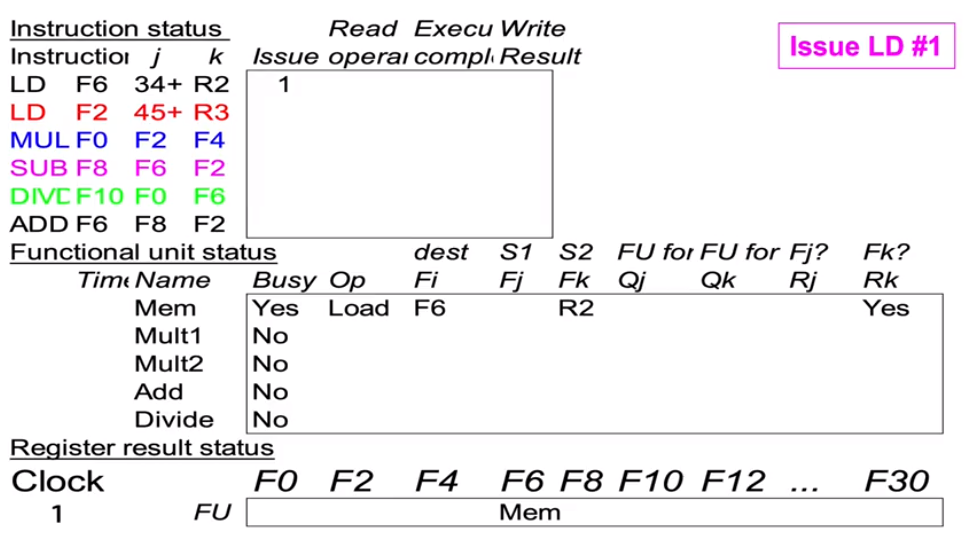 Instruction status Read Execu Write
Instruction j k Issue operar compl Result
Issue LD #1
LD F6 34+ R2 1
LD F2 45+ R3
MUL F0 F2 F4
SUB F8 F6 F2
DIVD F10 F0 F6
ADD F6 F8 F2
Functional unit status dest S1 S2 FU for FU for Fj? Fk?
Time Name Busy Op Fi Fj Fk Qj Qk Rj Rk
Mem Yes Load F6 R2 Yes
Mult1 No
Mult2 No
Add No
Divide No
Register result status
Clock F0 F2 F4 F6 F8 F10 F12 ... F30
1 FU Mem